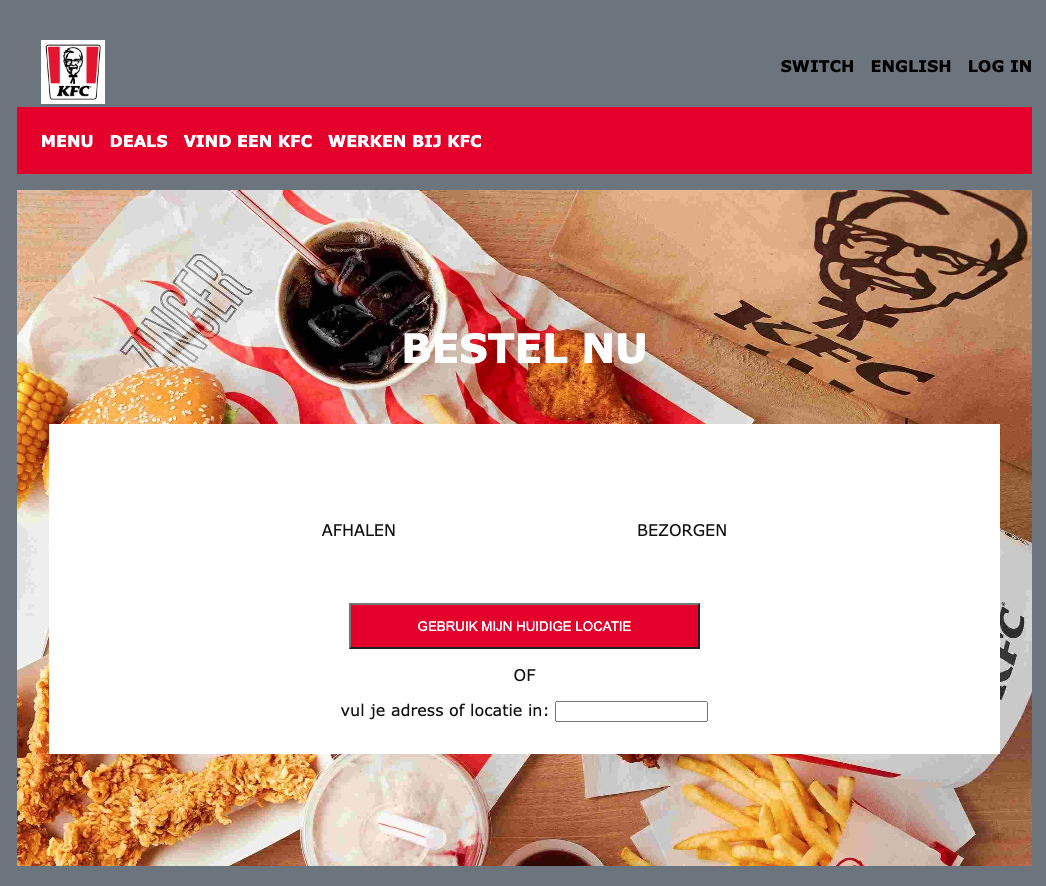 KFC
SWITCH ENGLISH LOG IN
MENU DEALS VIND EEN KFC WERKEN BIJ KFC
ZINGER
KFC
BESTEL NU
AFHALEN BEZORGEN
KFC
GEBRUIK MIJN HUIDIGE LOCATIE
OF
vul je adress of locatie in: